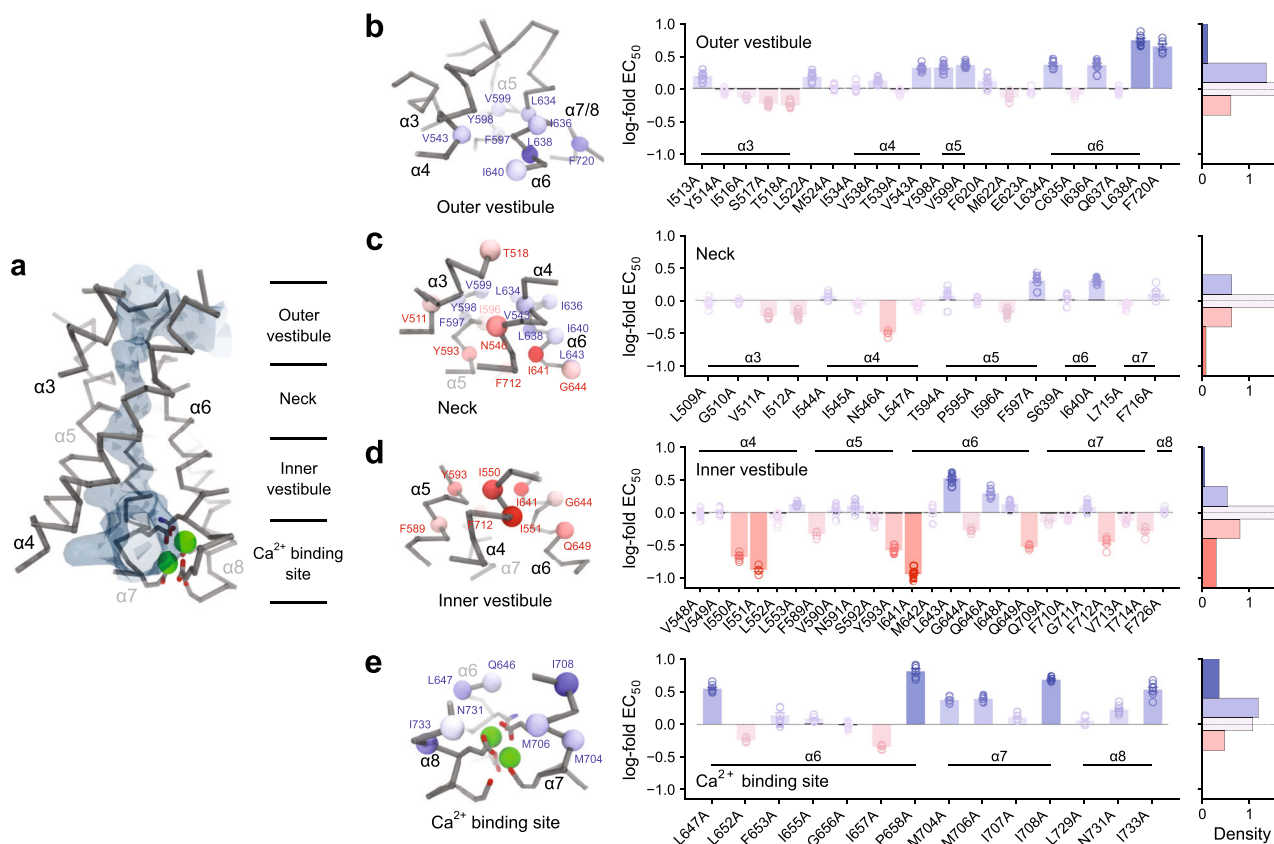 a
α3
α6
α5
α4
α7
α8
Outer
vestibule
Neck
Inner
vestibule
Ca²⁺ binding
site
b
α3
α4
α5
α7/8
α6
V599
L634
Y598
I636
V543
F597
L638
F720
I640
Outer vestibule
log-fold EC₅₀
1.0
0.5
0.0
−0.5
−1.0
Outer vestibule
α3
α4
α5
α6
I513A
Y514A
I516A
S517A
T518A
L522A
M524A
I534A
V538A
T539A
V543A
Y598A
V599A
F620A
M622A
E623A
L634A
C635A
I636A
Q637A
L638A
F720A
0
1
c
T518
α3
α4
V599
L634
I636
V511
Y598
I596
V543
F597
I640
L638
α6
Y593
N546
L643
I641
α5
F712
G644
Neck
log-fold EC₅₀
1.0
0.5
0.0
−0.5
−1.0
Neck
α3
α4
α5
α6
α7
L509A
G510A
V511A
I512A
I544A
I545A
N546A
L547A
T594A
P595A
I596A
F597A
S639A
I640A
L715A
F716A
0
1
d
Y593
I550
α5
I641
G644
F589
F712
I551
α4
Q649
α7
α6
Inner vestibule
log-fold EC₅₀
1.0
0.5
0.0
−0.5
−1.0
α4
α5
α6
α7
α8
Inner vestibule
V548A
V549A
I550A
I551A
L552A
L553A
F589A
V590A
N591A
S592A
Y593A
I641A
M642A
L643A
G644A
Q646A
I648A
Q649A
Q709A
F710A
G711A
F712A
V713A
T714A
F726A
0
1
e
α6
Q646
I708
L647
N731
I733
M706
α8
M704
α7
Ca²⁺ binding site
log-fold EC₅₀
1.0
0.5
0.0
−0.5
−1.0
α6
α7
α8
Ca²⁺ binding site
L647A
L652A
F653A
I655A
G656A
I657A
P658A
M704A
M706A
I707A
I708A
L729A
N731A
I733A
0
1
Density